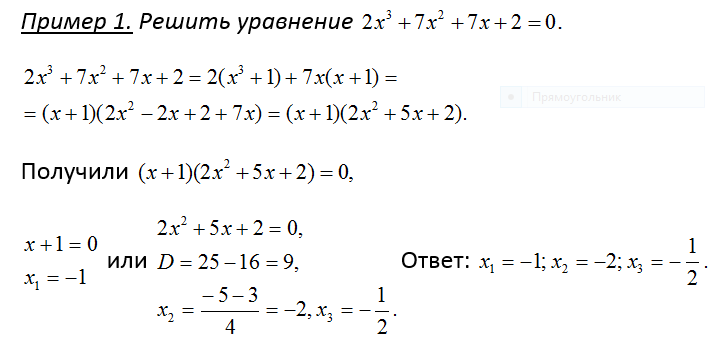 Пример 1. Решить уравнение 2x³ + 7x² + 7x + 2 = 0.
2x³ + 7x² + 7x + 2 = 2(x³ + 1) + 7x(x + 1) =
= (x + 1)(2x² − 2x + 2 + 7x) = (x + 1)(2x² + 5x + 2).
Прямоугольник
Получили (x + 1)(2x² + 5x + 2) = 0,
x + 1 = 0
x₁ = −1
или
2x² + 5x + 2 = 0,
D = 25 − 16 = 9,
x₂ = (−5 − 3)/4 = −2, x₃ = −1/2.
Ответ: x₁ = −1; x₂ = −2; x₃ = −1/2.